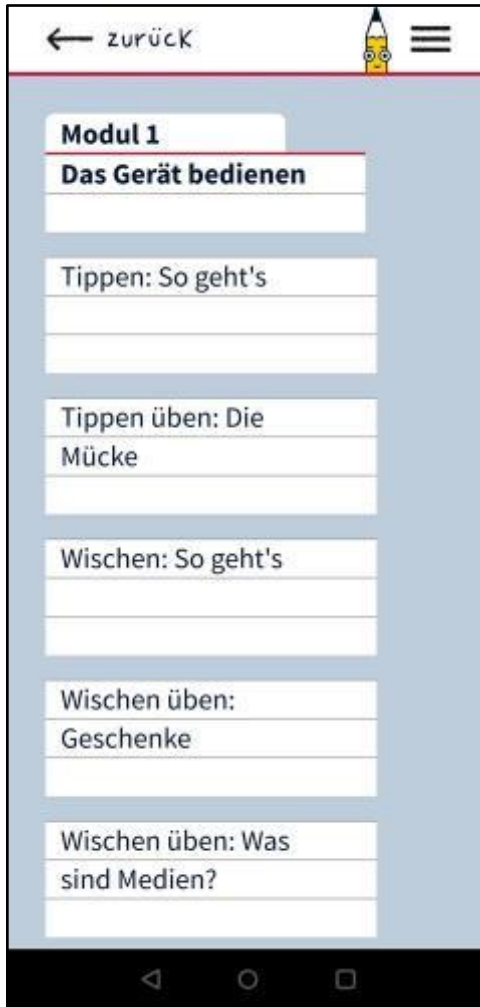 zurück
Modul 1
Das Gerät bedienen
Tippen: So geht's
Tippen üben: Die
Mücke
Wischen: So geht's
Wischen üben:
Geschenke
Wischen üben: Was
sind Medien?